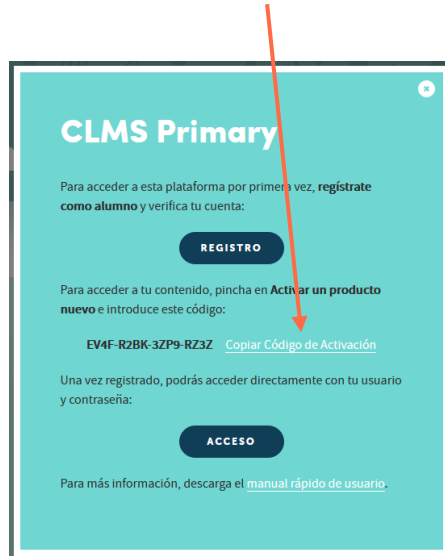 CLMS Primary
Para acceder a esta plataforma por primera vez, regístrate
como alumno y verifica tu cuenta:
REGISTRO
Para acceder a tu contenido, pincha en Activar un producto
nuevo e introduce este código:
EV4F-R2BK-3ZP9-RZ3Z Copiar Código de Activación
Una vez registrado, podrás acceder directamente con tu usuario
y contraseña:
ACCESO
Para más información, descarga el manual rápido de usuario.